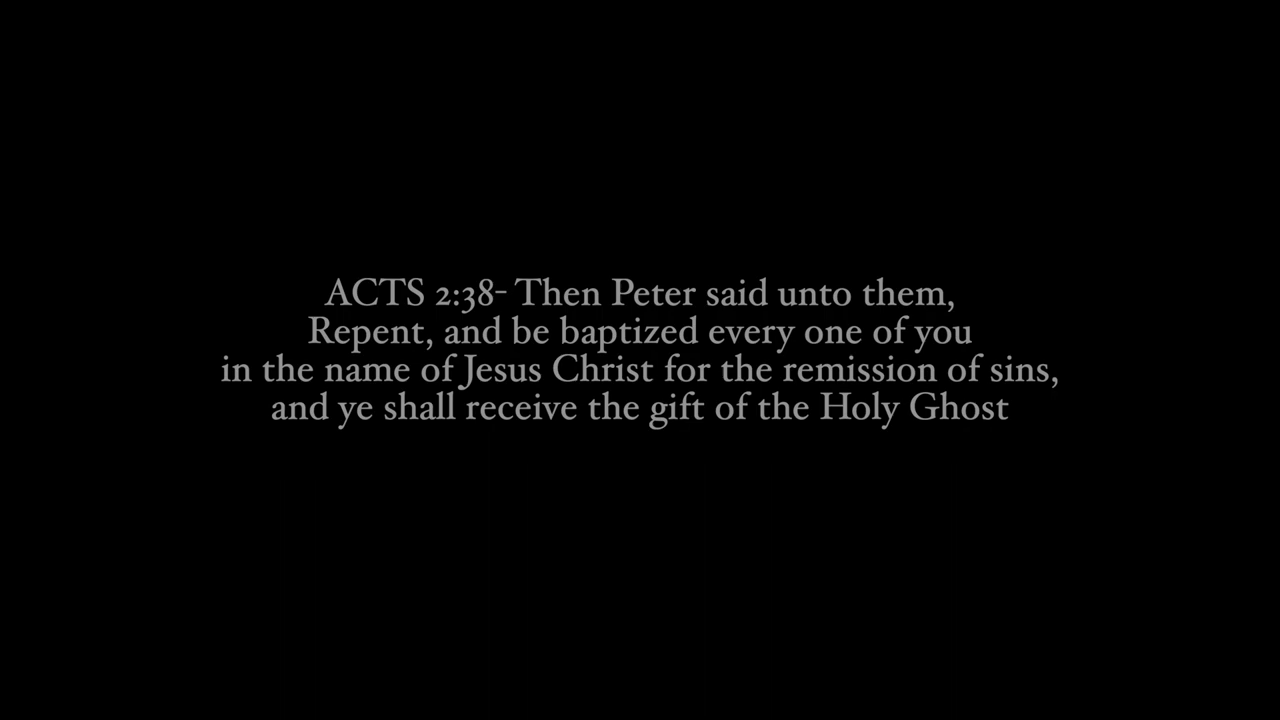 ACTS 2:38- Then Peter said unto them,
Repent, and be baptized every one of you
in the name of Jesus Christ for the remission of sins,
and ye shall receive the gift of the Holy Ghost